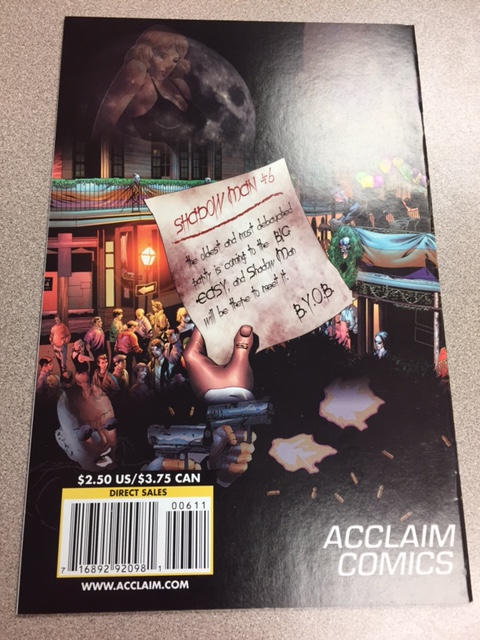 SHADOW MAN #6
the oldest and most debauched
family is coming to the BIG
EASY, and Shadow Man
will be there to meet it.
B.Y.O.B.
$2.50 US/$3.75 CAN
DIRECT SALES
00611
7 16892 92098 1
WWW.ACCLAIM.COM
ACCLAIM
COMICS